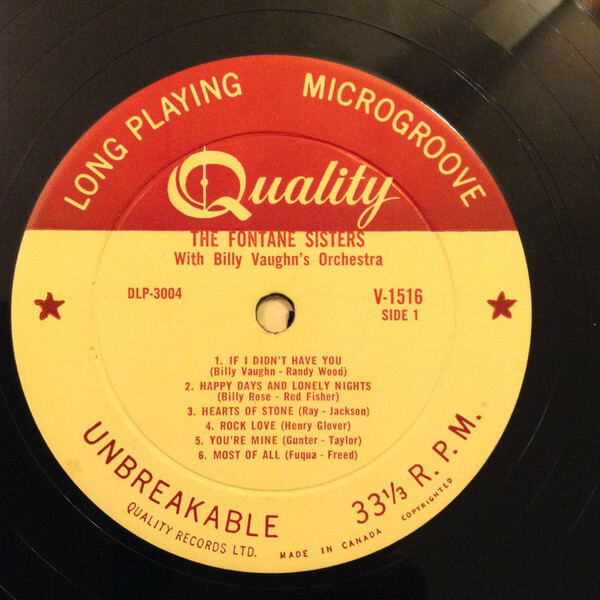 LONG PLAYING MICROGROOVE
Quality
THE FONTANE SISTERS
With Billy Vaughn's Orchestra
DLP-3004
V-1516
SIDE 1
1. IF I DIDN'T HAVE YOU
(Billy Vaughn - Randy Wood)
2. HAPPY DAYS AND LONELY NIGHTS
(Billy Rose - Red Fisher)
3. HEARTS OF STONE (Ray - Jackson)
4. ROCK LOVE (Henry Glover)
5. YOU'RE MINE (Gunter - Taylor)
6. MOST OF ALL (Fuqua - Freed)
UNBREAKABLE
33⅓ R.P.M.
QUALITY RECORDS LTD.
MADE IN CANADA
COPYRIGHTED